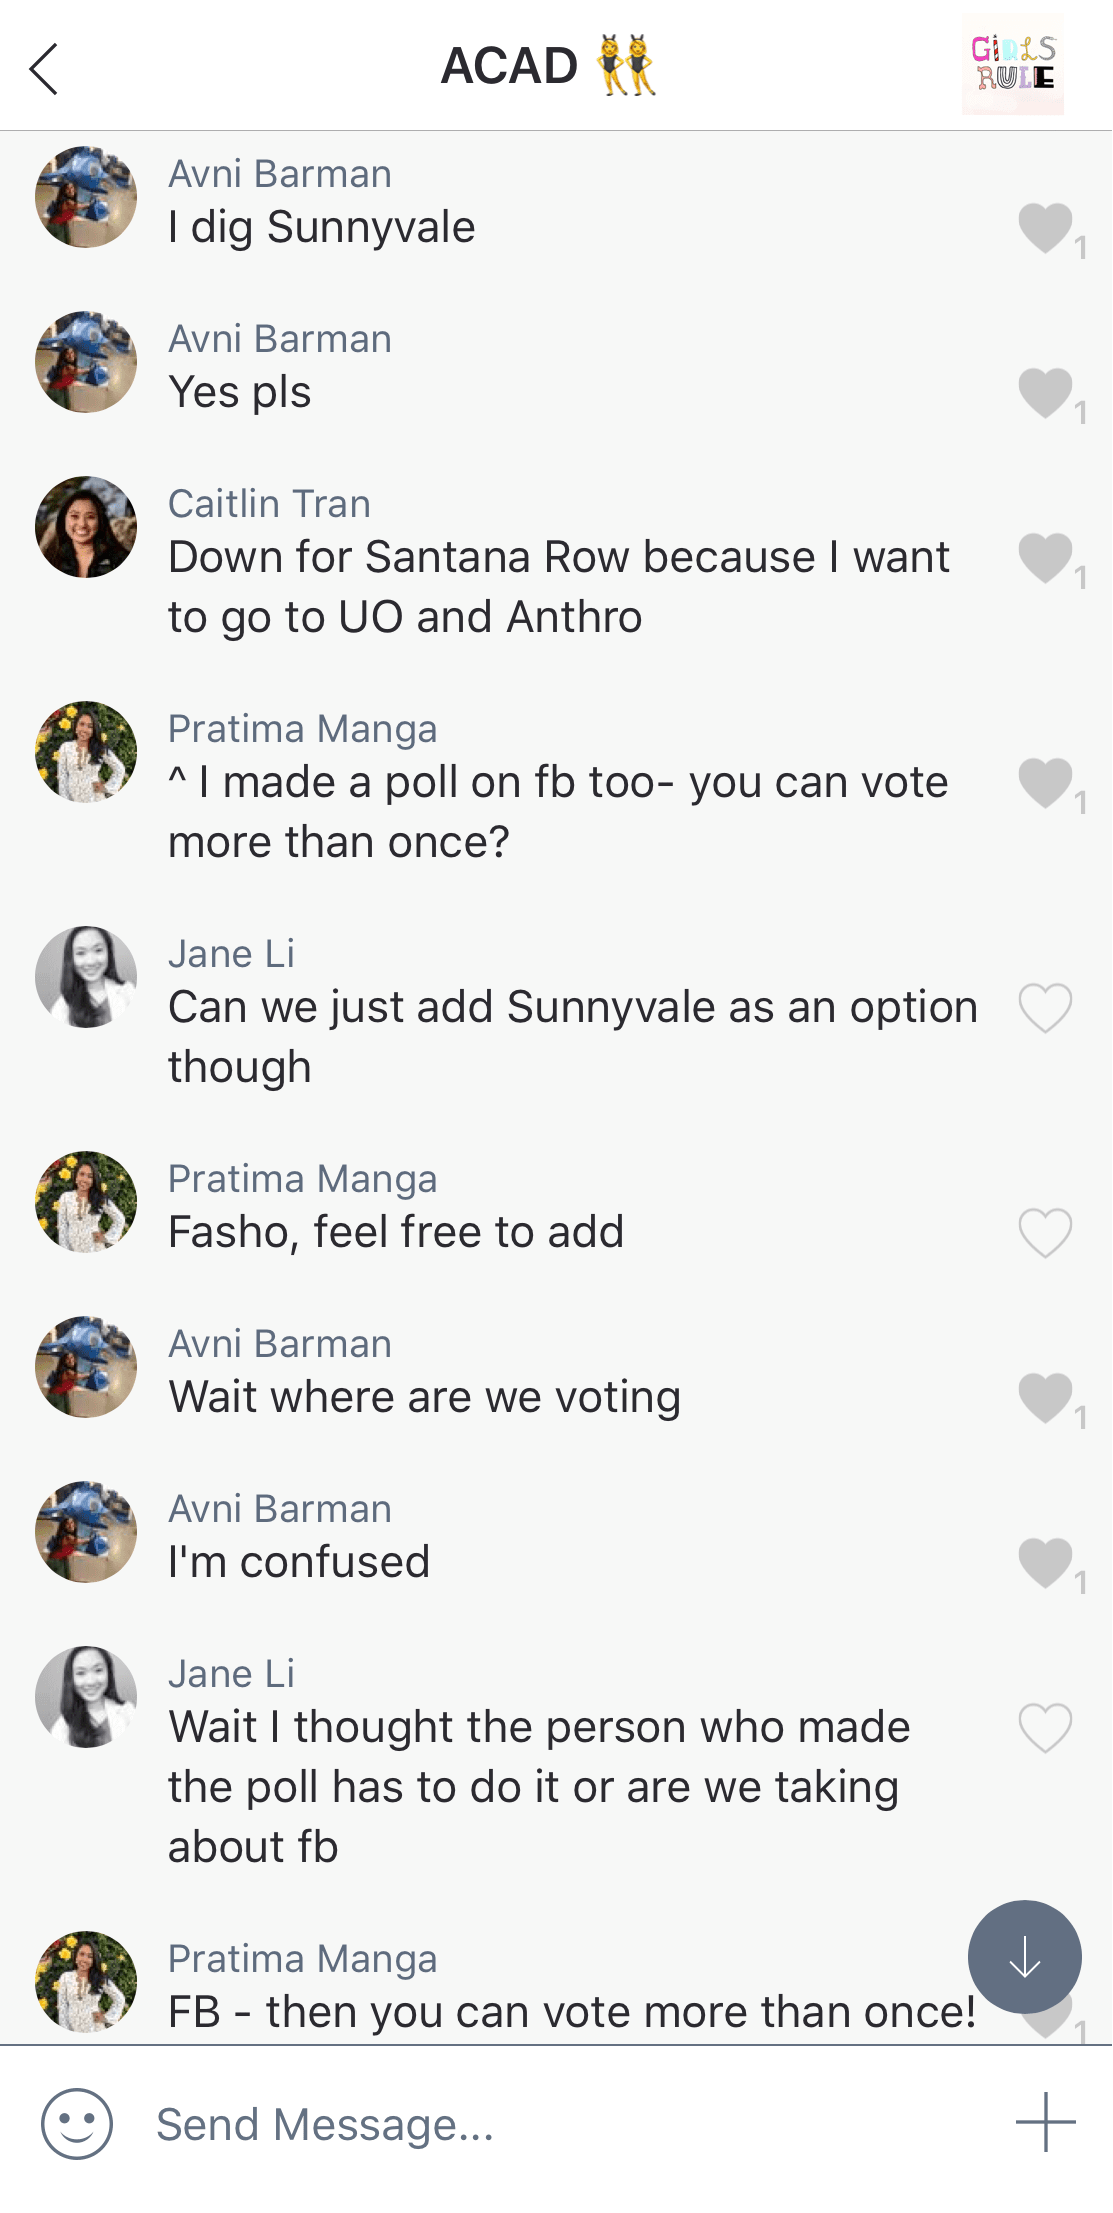 ACAD 👯
GIRLS
RULE
Avni Barman
I dig Sunnyvale
1
Avni Barman
Yes pls
1
Caitlin Tran
Down for Santana Row because I want
to go to UO and Anthro
1
Pratima Manga
^ I made a poll on fb too- you can vote
more than once?
1
Jane Li
Can we just add Sunnyvale as an option
though
Pratima Manga
Fasho, feel free to add
Avni Barman
Wait where are we voting
1
Avni Barman
I'm confused
1
Jane Li
Wait I thought the person who made
the poll has to do it or are we taking
about fb
Pratima Manga
FB - then you can vote more than once!
1
Send Message...